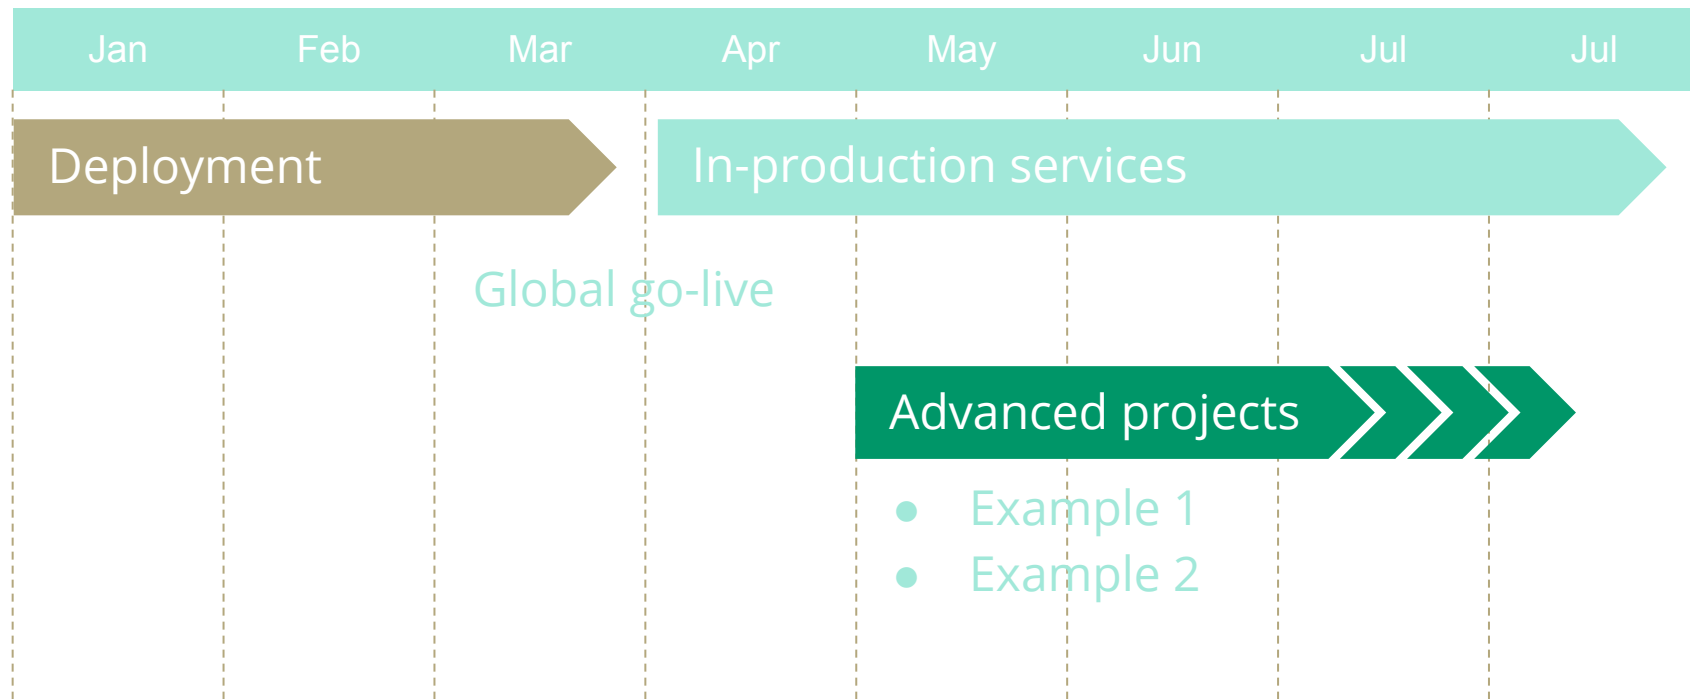 Jan Feb Mar Apr May Jun Jul Jul
Deployment In-production services
Global go-live
Advanced projects
● Example 1
● Example 2